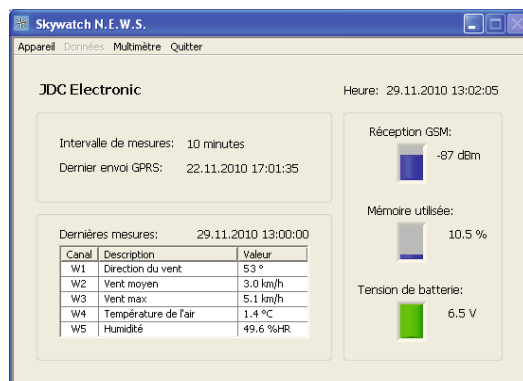 Skywatch N.E.W.S.
Appareil Données Multimètre Quitter
JDC Electronic
Heure: 29.11.2010 13:02:05
Intervalle de mesures: 10 minutes
Dernier envoi GPRS: 22.11.2010 17:01:35
Réception GSM:
-87 dBm
Mémoire utilisée:
10.5 %
Tension de batterie:
6.5 V
Dernières mesures: 29.11.2010 13:00:00
Canal Description Valeur
W1 Direction du vent 53 °
W2 Vent moyen 3.0 km/h
W3 Vent max 5.1 km/h
W4 Température de l'air 1.4 °C
W5 Humidité 49.6 %HR